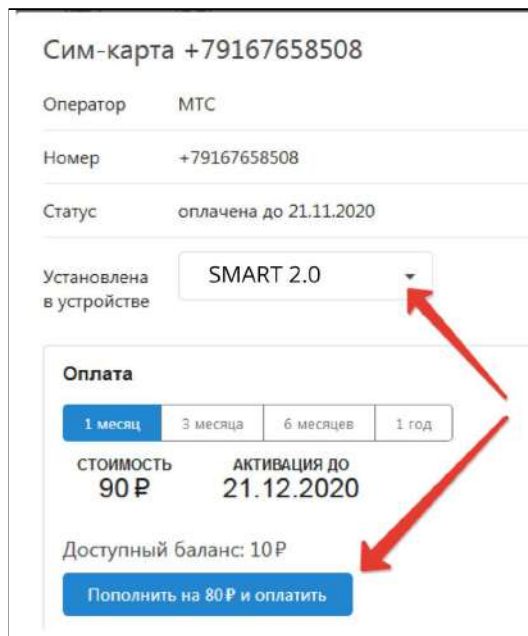 Сим-карта +79167658508
Оператор МТС
Номер +79167658508
Статус оплачена до 21.11.2020
Установлена SMART 2.0
в устройстве
Оплата
1 месяц 3 месяца 6 месяцев 1 год
СТОИМОСТЬ АКТИВАЦИЯ ДО
90 ₽ 21.12.2020
Доступный баланс: 10 ₽
Пополнить на 80 ₽ и оплатить